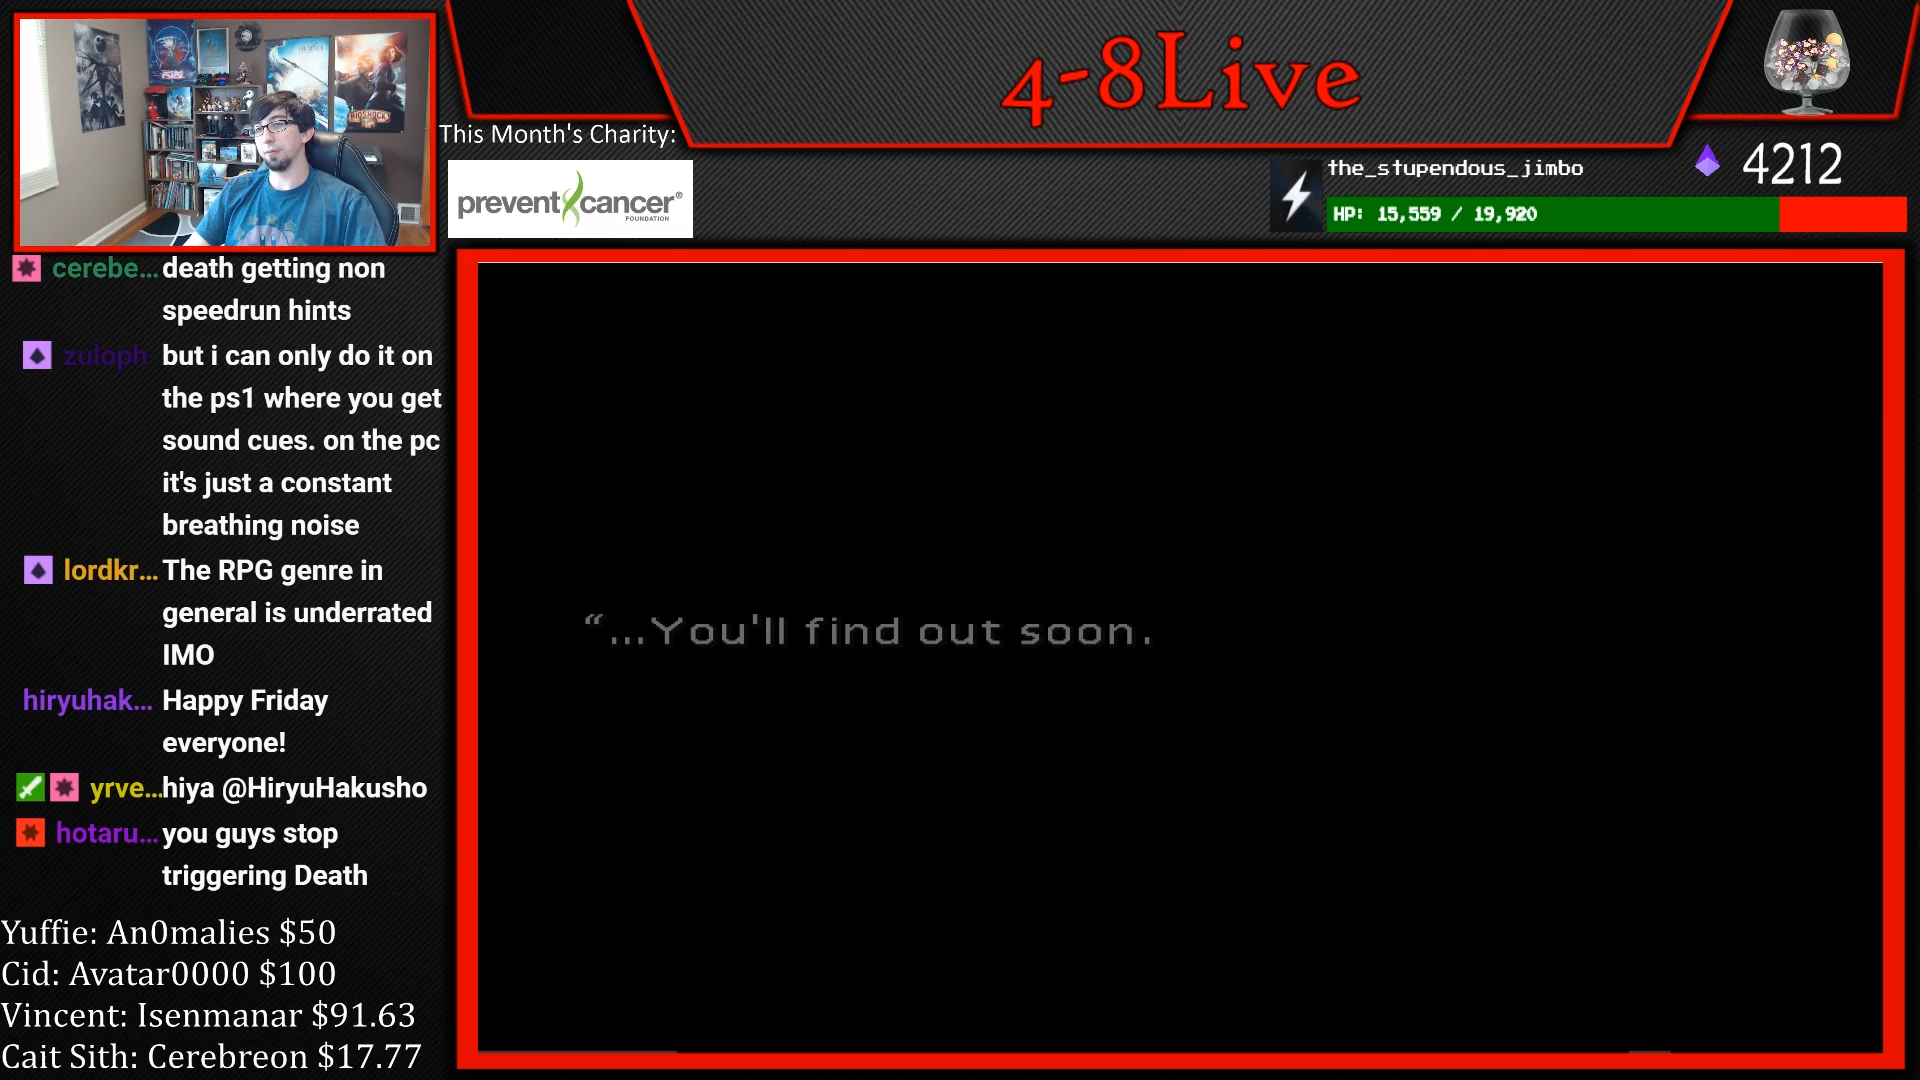 4-8Live
This Month's Charity:
prevent cancer®
FOUNDATION
the_stupendous_jimbo
4212
HP: 15,559 / 19,920
BIOSHOCK
cerebe... death getting non
speedrun hints
zuloph but i can only do it on
the ps1 where you get
sound cues. on the pc
it's just a constant
breathing noise
lordkr... The RPG genre in
general is underrated
IMO
hiryuhak... Happy Friday
everyone!
yrve... hiya @HiryuHakusho
hotaru... you guys stop
triggering Death
Yuffie: An0malies $50
Cid: Avatar0000 $100
Vincent: Isenmanar $91.63
Cait Sith: Cerebreon $17.77
“...You'll find out soon.